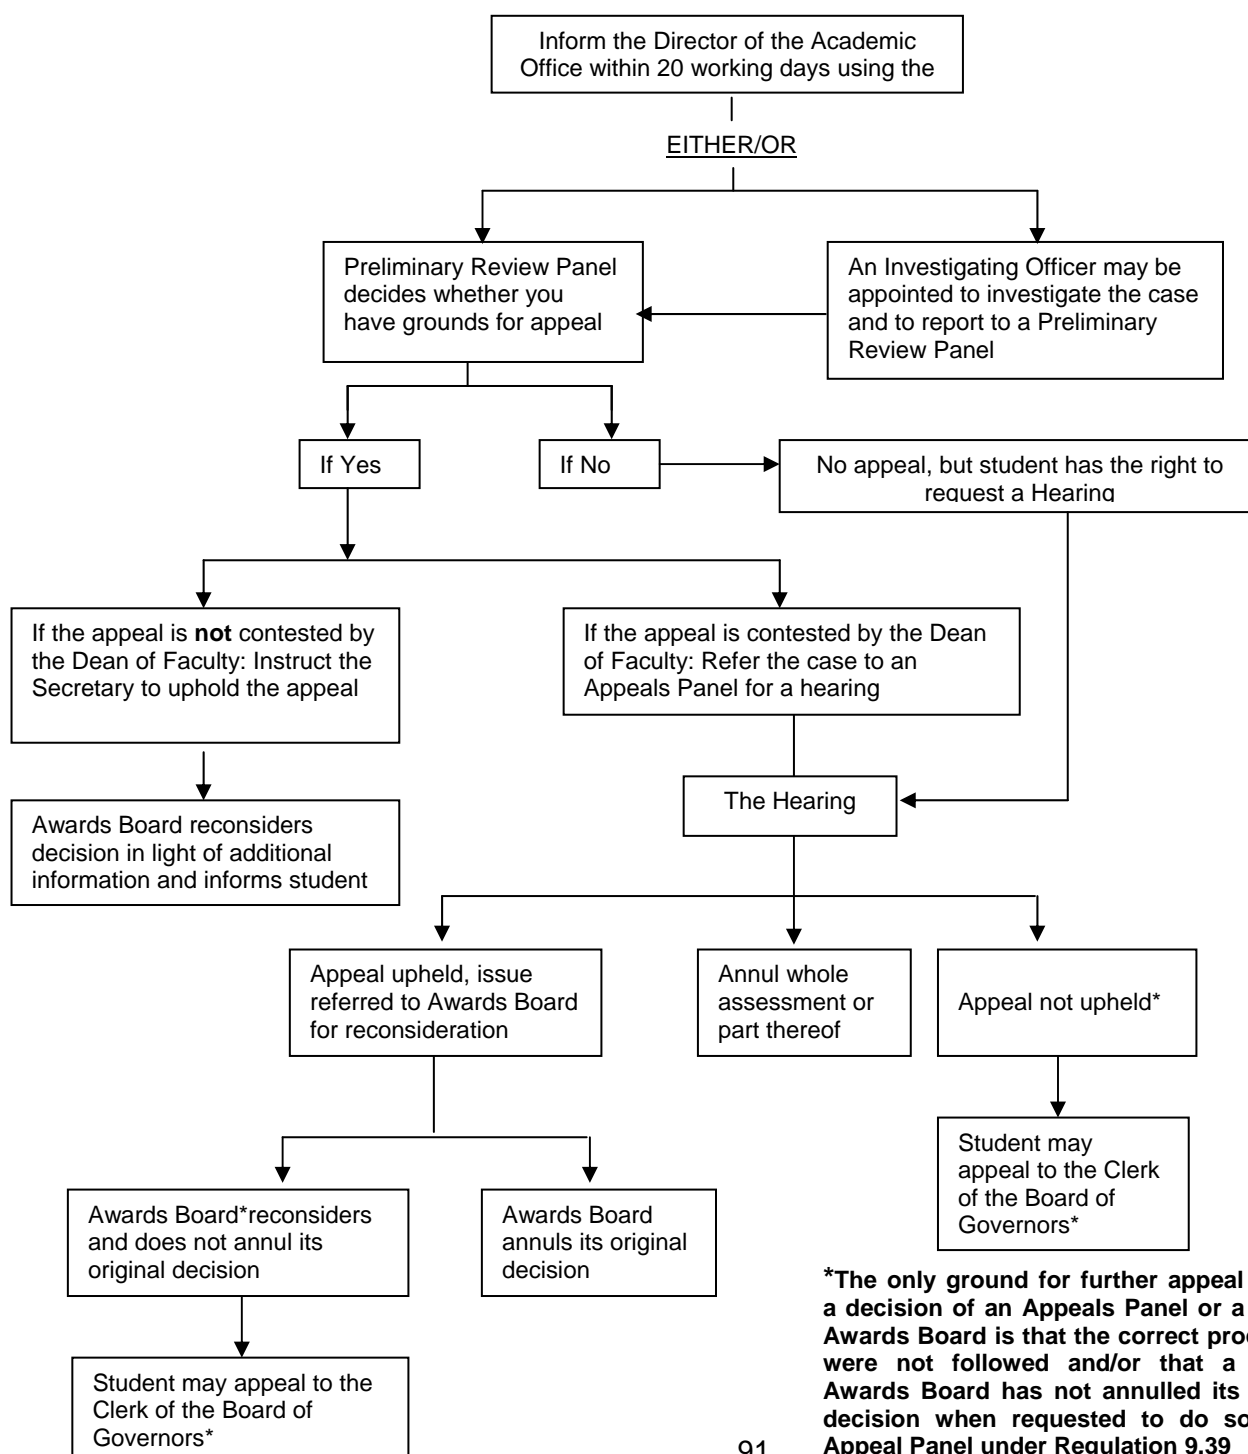 Inform the Director of the Academic
Office within 20 working days using the
EITHER/OR
Preliminary Review Panel
decides whether you
have grounds for appeal
An Investigating Officer may be
appointed to investigate the case
and to report to a Preliminary
Review Panel
If Yes
If No
No appeal, but student has the right to
request a Hearing
If the appeal is not contested by
the Dean of Faculty: Instruct the
Secretary to uphold the appeal
If the appeal is contested by the Dean
of Faculty: Refer the case to an
Appeals Panel for a hearing
The Hearing
Awards Board reconsiders
decision in light of additional
information and informs student
Appeal upheld, issue
referred to Awards Board
for reconsideration
Annul whole
assessment or
part thereof
Appeal not upheld*
Student may
appeal to the Clerk
of the Board of
Governors*
Awards Board*reconsiders
and does not annul its
original decision
Awards Board
annuls its original
decision
Student may appeal to the
Clerk of the Board of
Governors*
*The only ground for further appeal
a decision of an Appeals Panel or a
Awards Board is that the correct
were not followed and/or that a
Awards Board has not annulled its
decision when requested to do so
Appeal Panel under Regulation 9.39
91